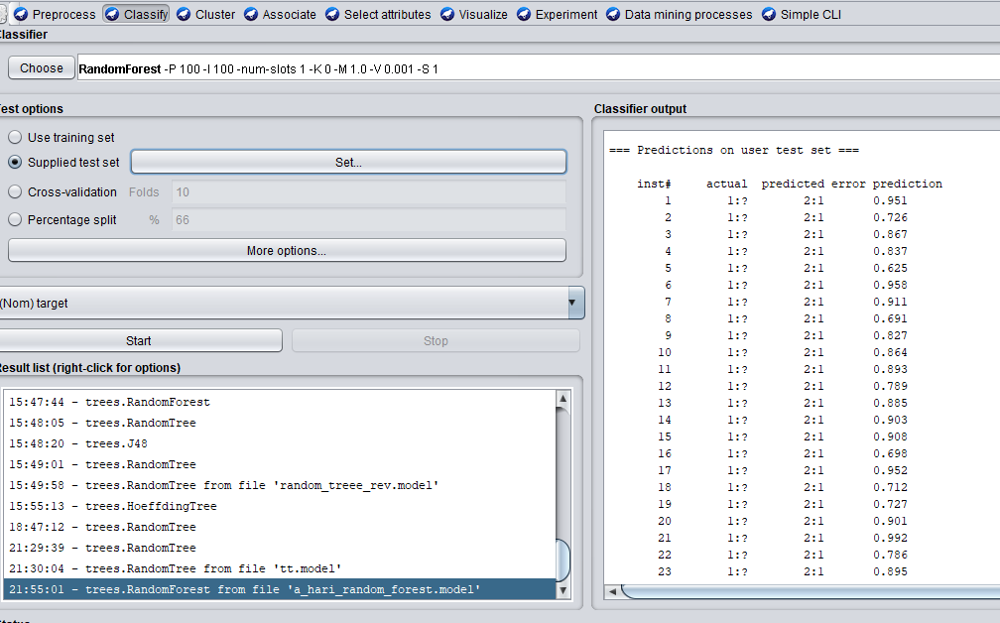 Preprocess Classify Cluster Associate Select attributes Visualize Experiment Data mining processes Simple CLI
lassifier
Choose RandomForest -P 100 -I 100 -num-slots 1 -K 0 -M 1.0 -V 0.001 -S 1
est options
Use training set
Supplied test set Set...
Cross-validation Folds 10
Percentage split % 66
More options...
(Nom) target
Start Stop
esult list (right-click for options)
15:47:44 - trees.RandomForest
15:48:05 - trees.RandomTree
15:48:20 - trees.J48
15:49:01 - trees.RandomTree
15:49:58 - trees.RandomTree from file 'random_treee_rev.model'
15:55:13 - trees.HoeffdingTree
18:47:12 - trees.RandomTree
21:29:39 - trees.RandomTree
21:30:04 - trees.RandomTree from file 'tt.model'
21:55:01 - trees.RandomForest from file 'a_hari_random_forest.model'
Classifier output
=== Predictions on user test set ===
inst# actual predicted error prediction
1 1:? 2:1 0.951
2 1:? 2:1 0.726
3 1:? 2:1 0.867
4 1:? 2:1 0.837
5 1:? 2:1 0.625
6 1:? 2:1 0.958
7 1:? 2:1 0.911
8 1:? 2:1 0.691
9 1:? 2:1 0.827
10 1:? 2:1 0.864
11 1:? 2:1 0.893
12 1:? 2:1 0.789
13 1:? 2:1 0.885
14 1:? 2:1 0.903
15 1:? 2:1 0.908
16 1:? 2:1 0.698
17 1:? 2:1 0.952
18 1:? 2:1 0.712
19 1:? 2:1 0.727
20 1:? 2:1 0.901
21 1:? 2:1 0.992
22 1:? 2:1 0.786
23 1:? 2:1 0.895